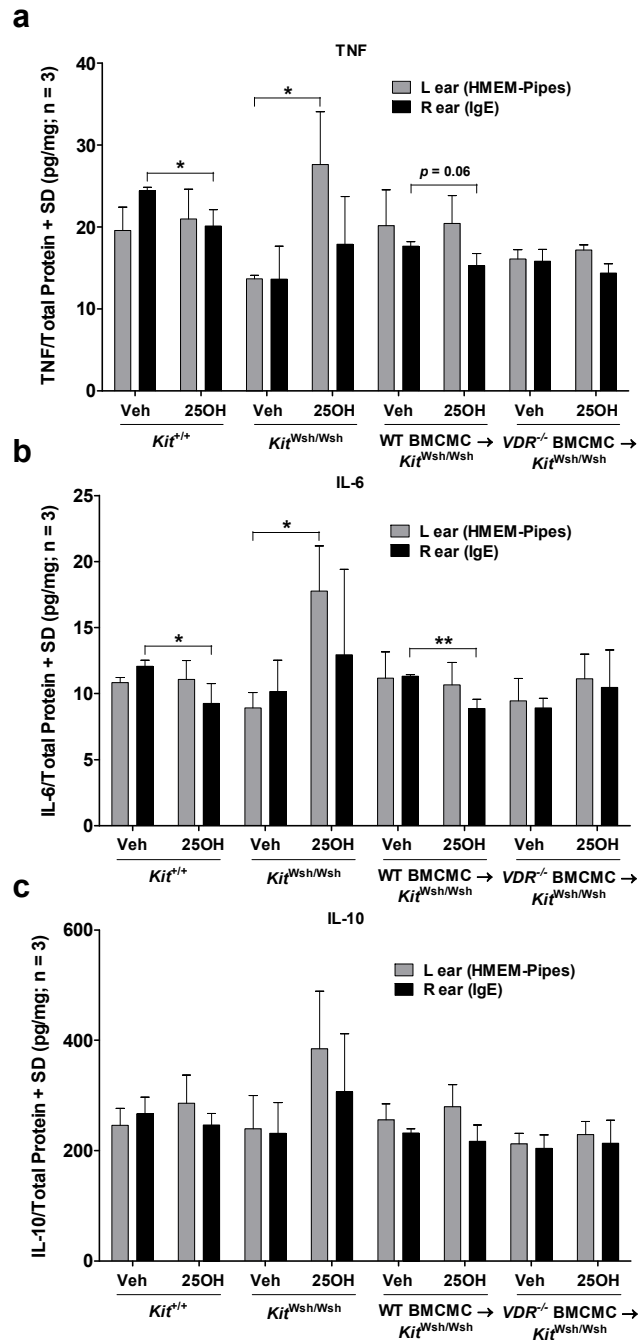 a
TNF
TNF/Total Protein + SD (pg/mg; n = 3)
40
30
20
10
0
L ear (HMEM-Pipes)
R ear (IgE)
*
*
p = 0.06
Veh 25OH Veh 25OH Veh 25OH Veh 25OH
Kit+/+ KitWsh/Wsh WT BMCMC → VDR-/- BMCMC →
KitWsh/Wsh KitWsh/Wsh
b
IL-6
IL-6/Total Protein + SD (pg/mg; n = 3)
25
20
15
10
5
0
L ear (HMEM-Pipes)
R ear (IgE)
*
*
**
Veh 25OH Veh 25OH Veh 25OH Veh 25OH
Kit+/+ KitWsh/Wsh WT BMCMC → VDR-/- BMCMC →
KitWsh/Wsh KitWsh/Wsh
c
IL-10
IL-10/Total Protein + SD (pg/mg; n = 3)
600
400
200
0
L ear (HMEM-Pipes)
R ear (IgE)
Veh 25OH Veh 25OH Veh 25OH Veh 25OH
Kit+/+ KitWsh/Wsh WT BMCMC → VDR-/- BMCMC →
KitWsh/Wsh KitWsh/Wsh